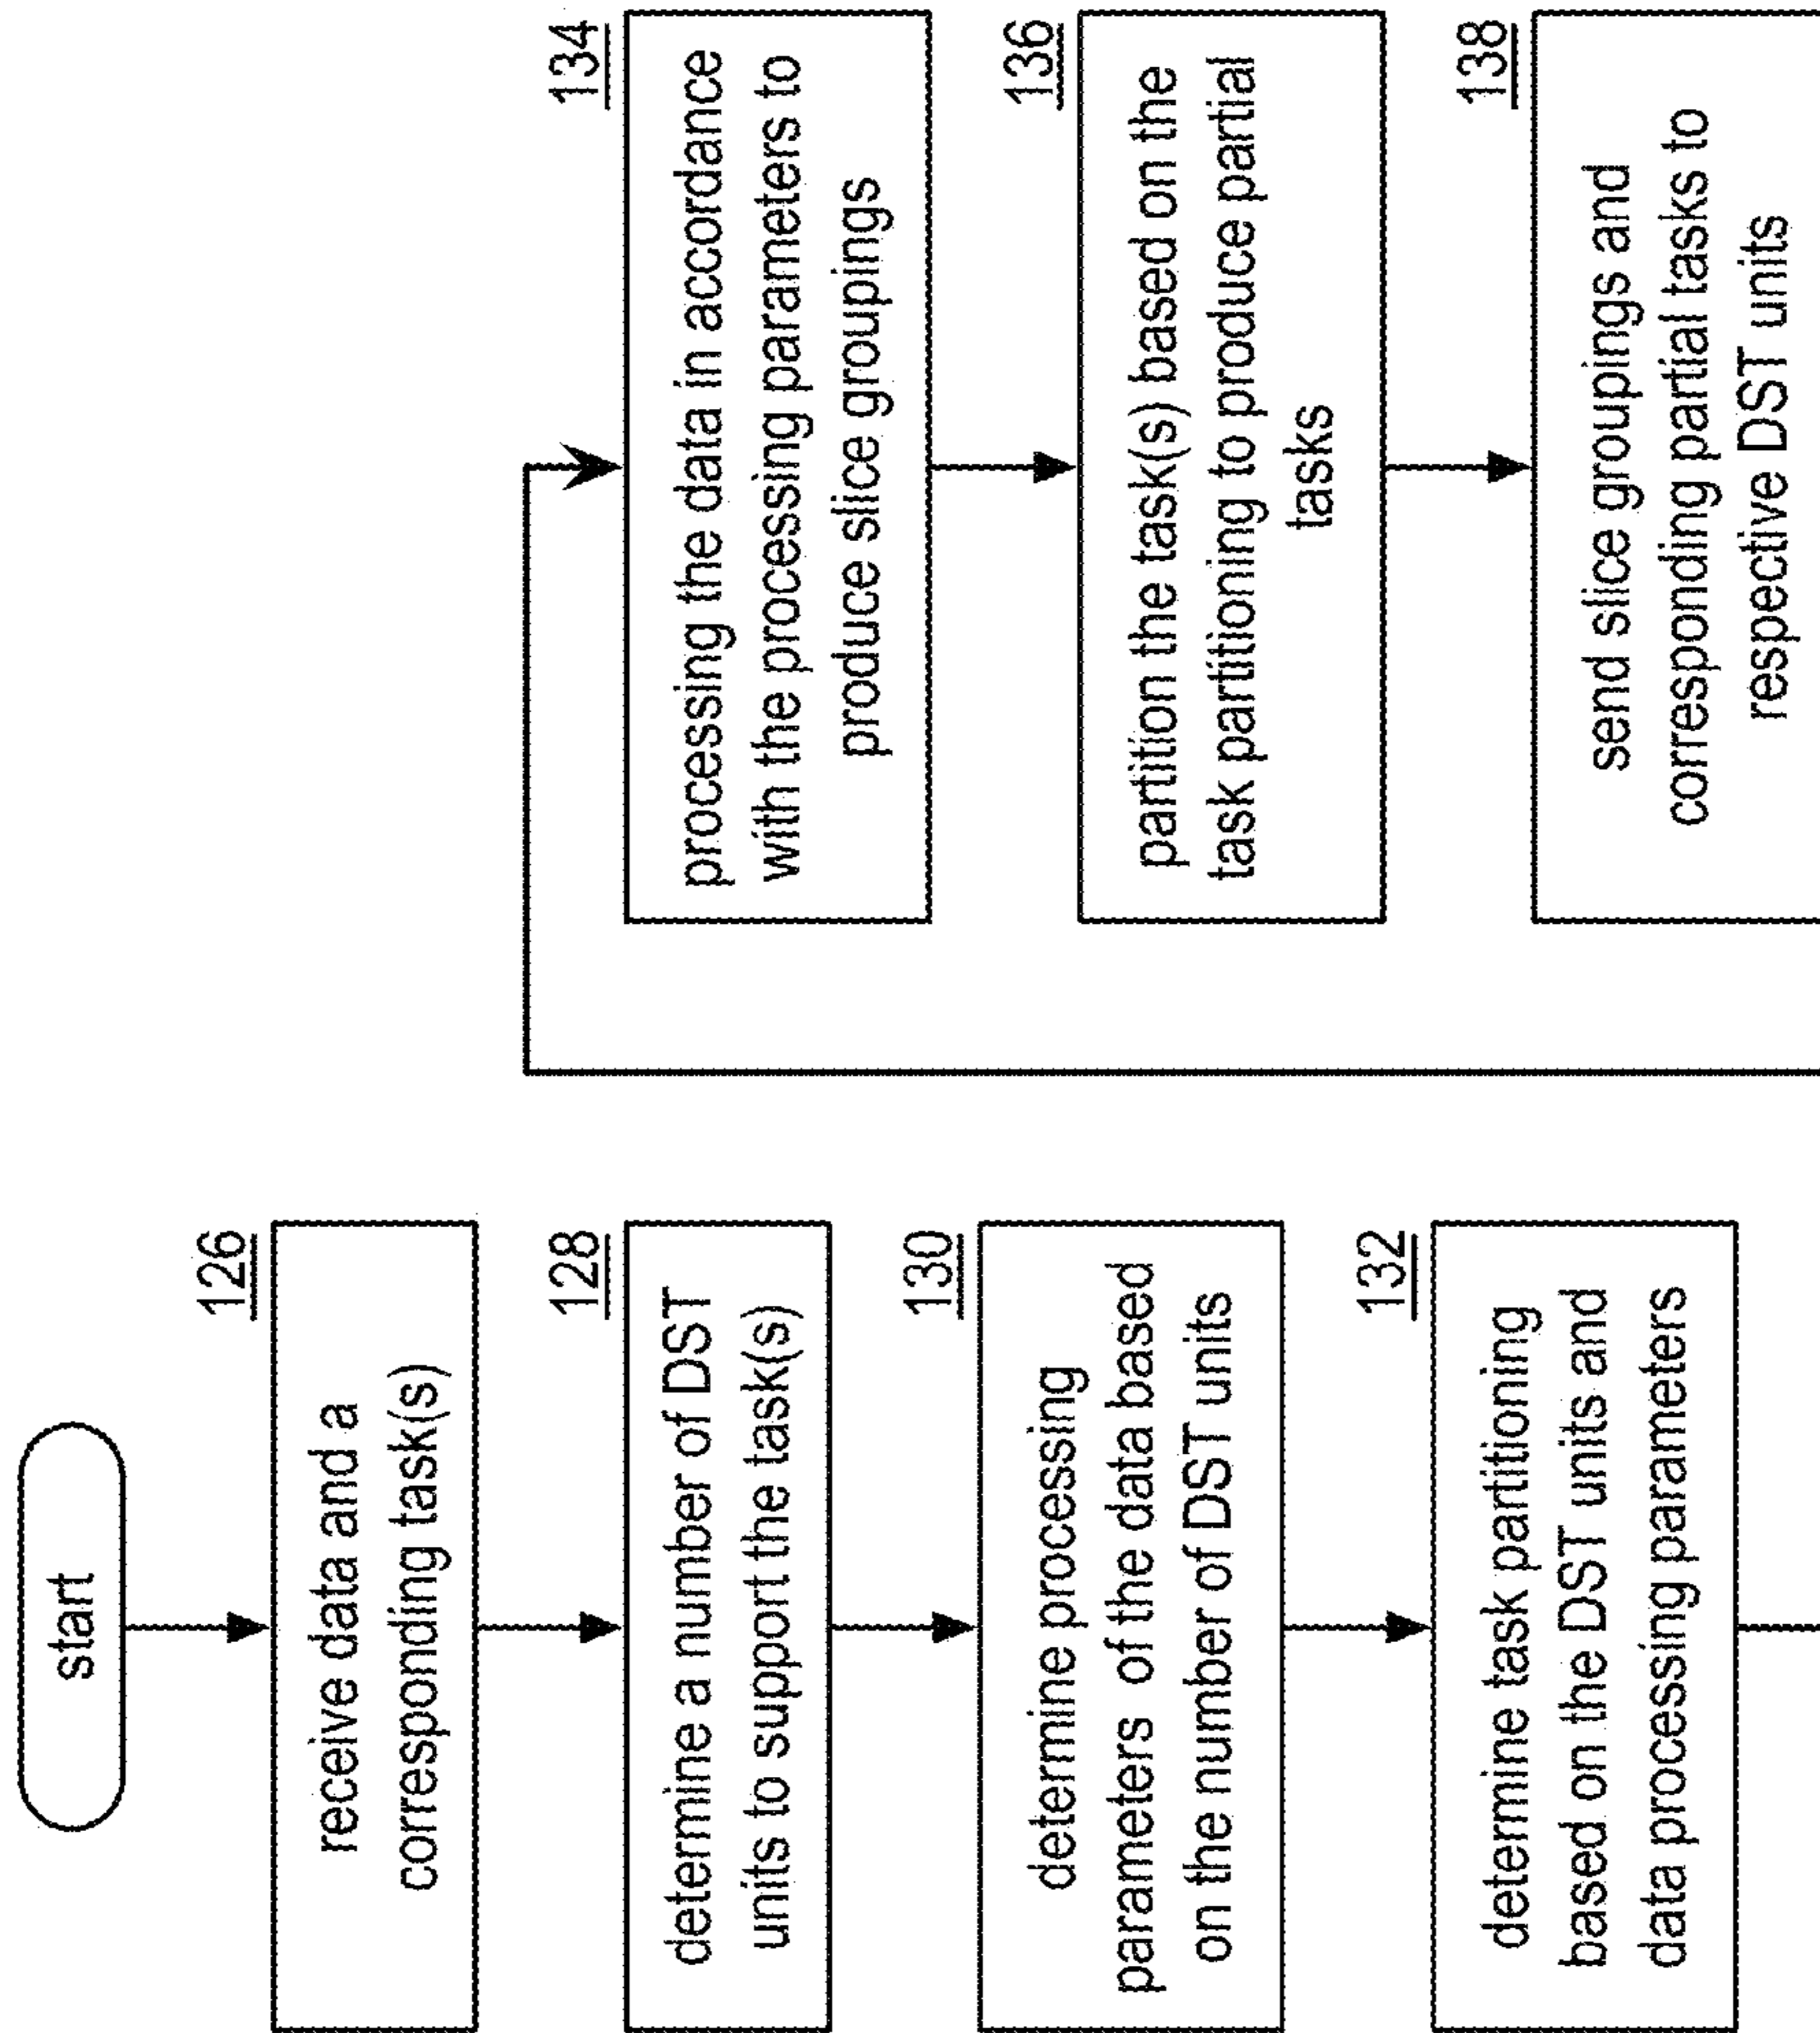 start
126
receive data and a
corresponding task(s)
128
determine a number of DST
units to support the task(s)
130
determine processing
parameters of the data based
on the number of DST units
132
determine task partitioning
based on the DST units and
data processing parameters
134
processing the data in accordance
with the processing parameters to
produce slice groupings
136
partition the task(s) based on the
task partitioning to produce partial
tasks
138
send slice groupings and
corresponding partial tasks to
respective DST units